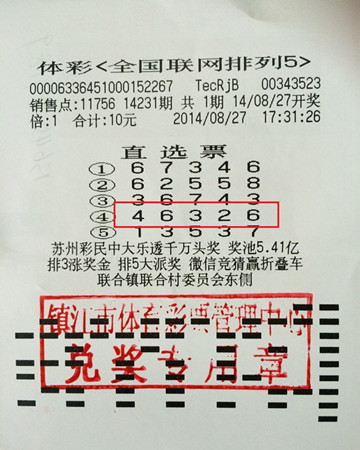 体彩<全国联网排列5>
000006336451000152267 TecRjB 00343523
销售点:11756 14231期 共 1期 14/08/27开奖
倍:1 合计:10元 2014/08/27 17:31:26
直选票
① 6 7 3 4 6
② 6 2 5 5 8
③ 3 6 7 4 3
④ 4 6 3 2 6
⑤ 1 3 5 3 7
苏州彩民中大乐透千万头奖 奖池5.41亿
排3涨奖金 排5大派奖 微信竞猜赢折叠车
联合镇联合村委员会东侧
镇江市体育彩票管理中心
兑奖专用章